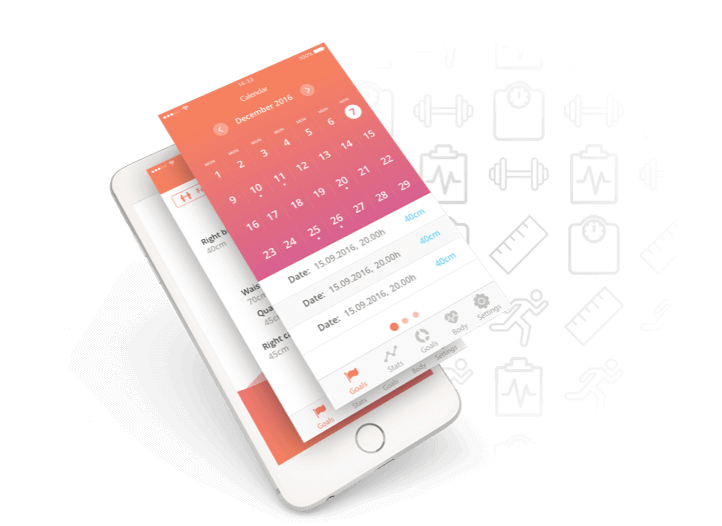 14:33
100%
Calendar
December 2016
MON MON MON MON MON MON MON
1 2 3 4 5 6 7
9 10 11 12 13 14 15
16 17 18 19 20 21 22
23 24 25 26 27 28 29
Date: 15.09.2016, 20.00h 40cm
Date: 15.09.2016, 20.00h 40cm
Date: 15.09.2016, 20.00h 40cm
Goals Stats Goals Body Settings
Right
40cm
70cm
45cm
Right
45cm
Goals Stats Goals Body Settings